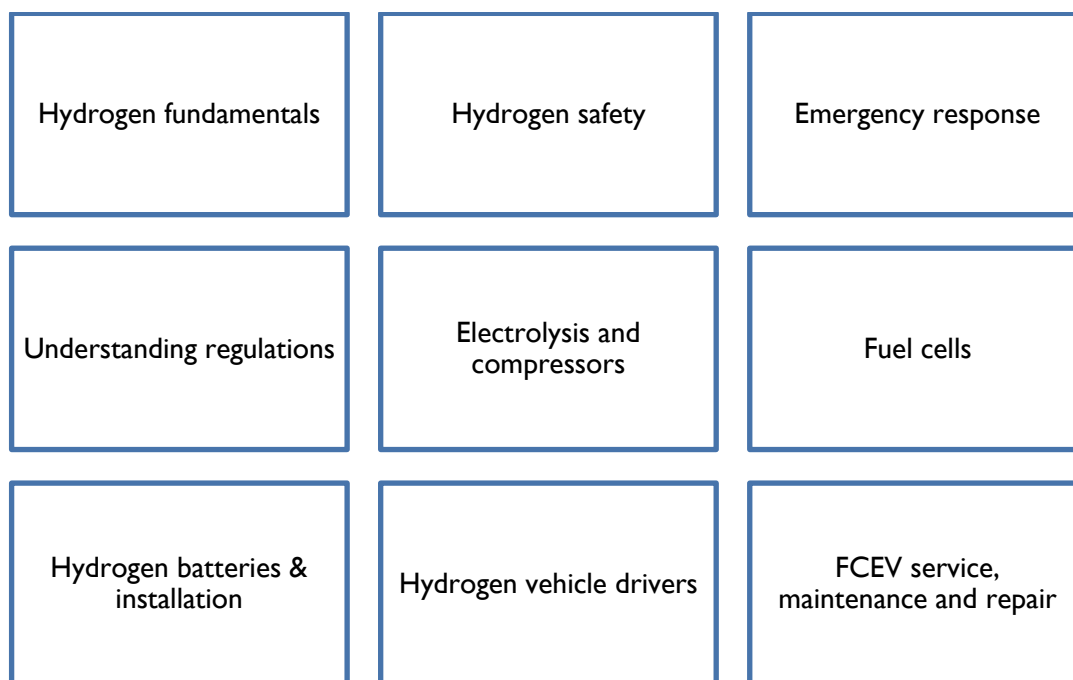 Hydrogen fundamentals
Hydrogen safety
Emergency response
Understanding regulations
Electrolysis and
compressors
Fuel cells
Hydrogen batteries &
installation
Hydrogen vehicle drivers
FCEV service,
maintenance and repair